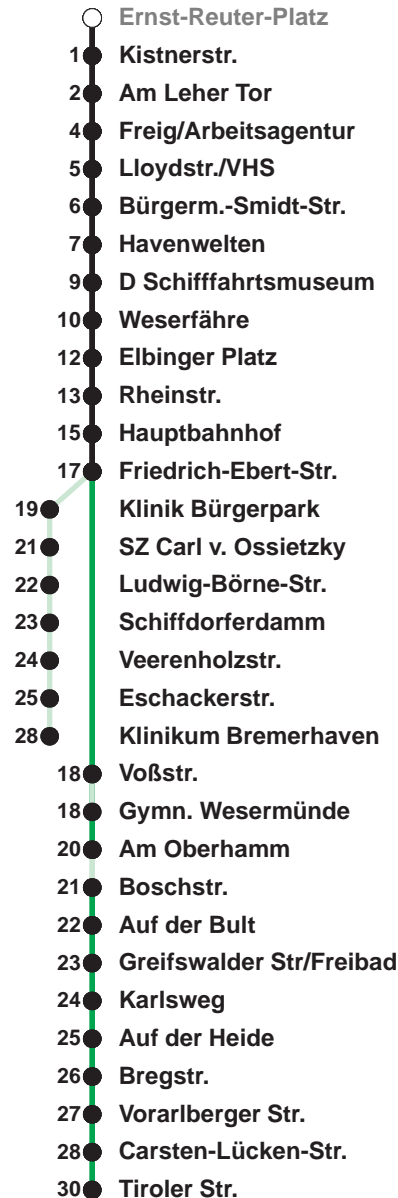 Ernst-Reuter-Platz
1 Kistnerstr.
2 Am Leher Tor
4 Freig/Arbeitsagentur
5 Lloydstr./VHS
6 Bürgerm.-Smidt-Str.
7 Havenwelten
9 D Schifffahrtsmuseum
10 Weserfähre
12 Elbinger Platz
13 Rheinstr.
15 Hauptbahnhof
17 Friedrich-Ebert-Str.
19 Klinik Bürgerpark
21 SZ Carl v. Ossietzky
22 Ludwig-Börne-Str.
23 Schiffdorferdamm
24 Veerenholzstr.
25 Eschackerstr.
28 Klinikum Bremerhaven
18 Voßstr.
18 Gymn. Wesermünde
20 Am Oberhamm
21 Boschstr.
22 Auf der Bult
23 Greifswalder Str/Freibad
24 Karlsweg
25 Auf der Heide
26 Bregstr.
27 Vorarlberger Str.
28 Carsten-Lücken-Str.
30 Tiroler Str.